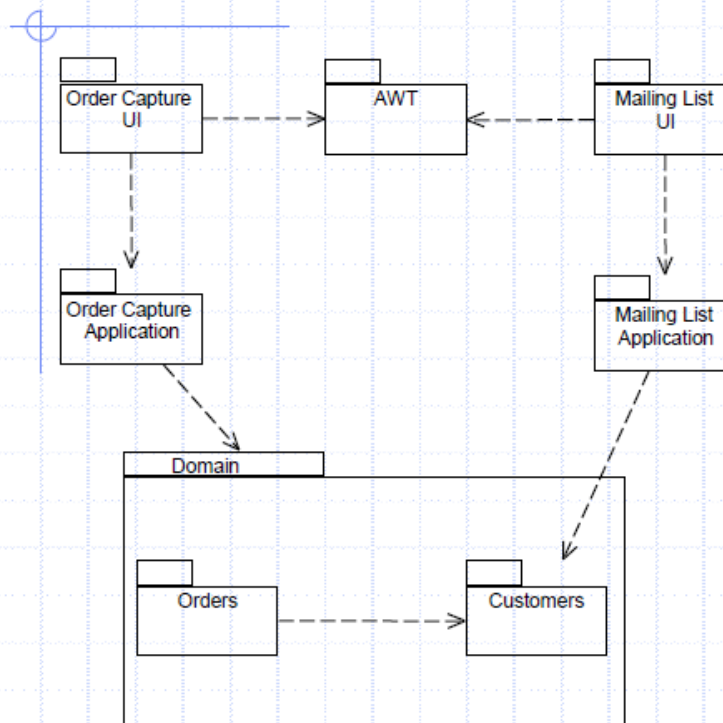 Order Capture
UI
AWT
Mailing List
UI
Order Capture
Application
Mailing List
Application
Domain
Orders
Customers